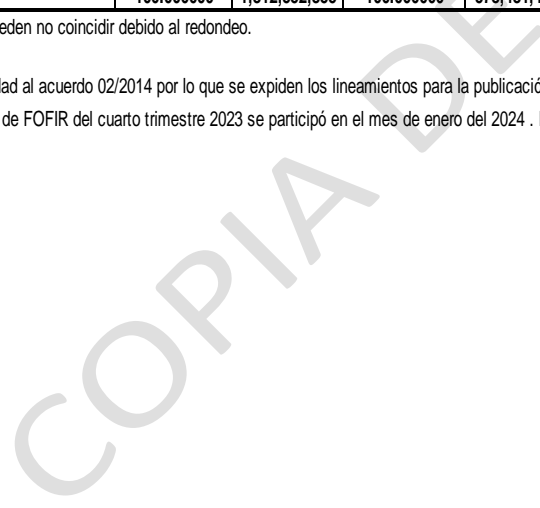 eden no coincidir debido al redondeo.
dad al acuerdo 02/2014 por lo que se expiden los lineamientos para la publicació
de FOFIR del cuarto trimestre 2023 se participó en el mes de enero del 2024 .
COPIA DE